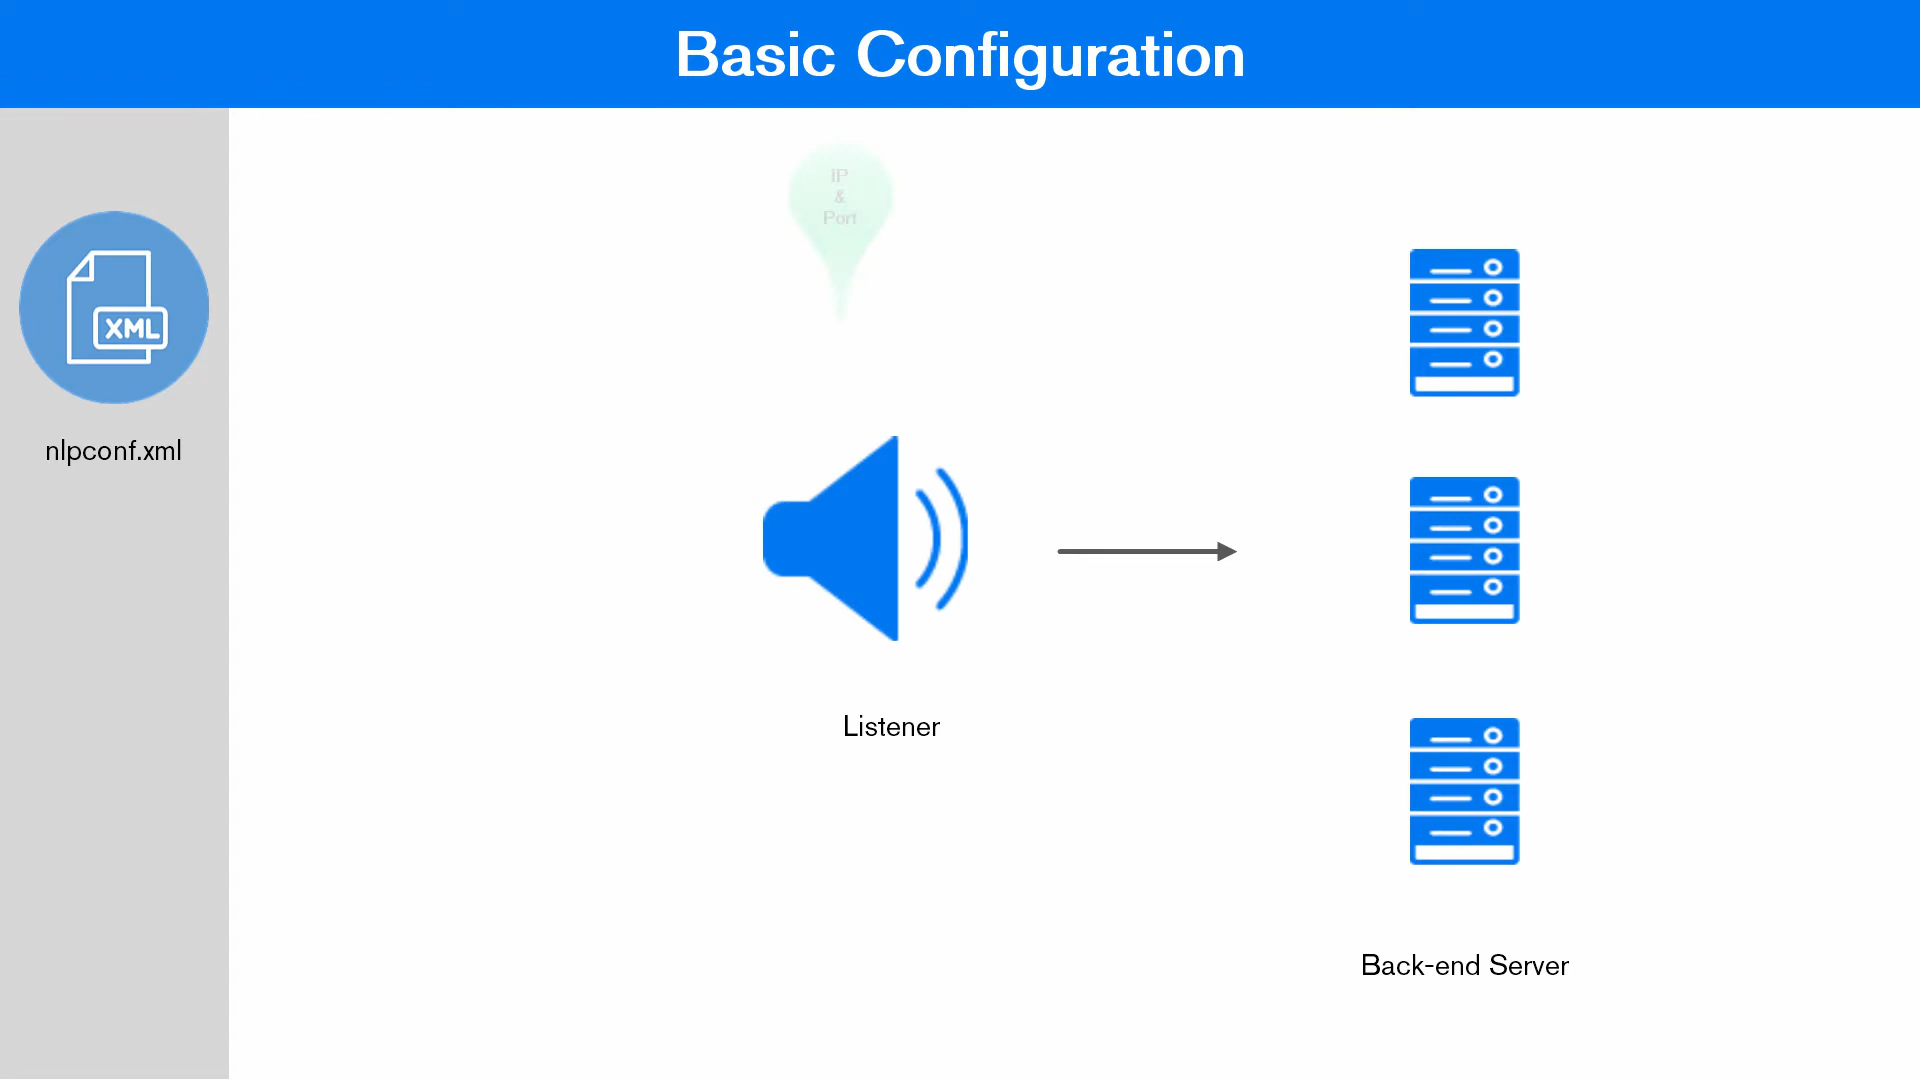 Basic Configuration
IP
&
Port
XML
nlpconf.xml
Listener
Back-end Server